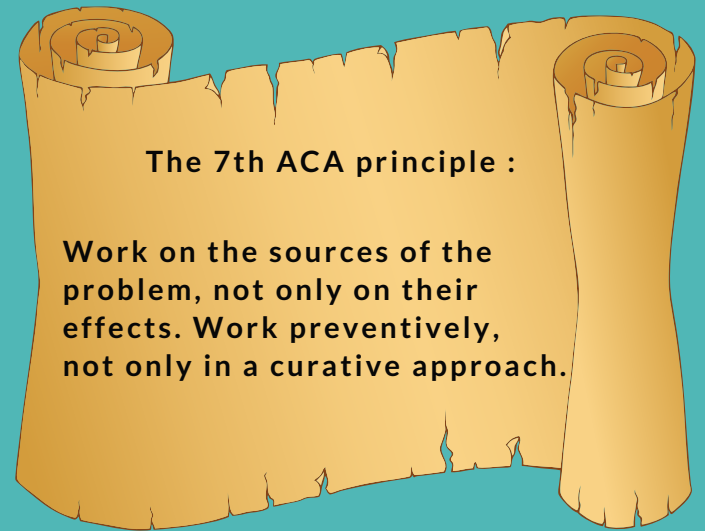 The 7th ACA principle :
Work on the sources of the
problem, not only on their
effects. Work preventively,
not only in a curative approach.